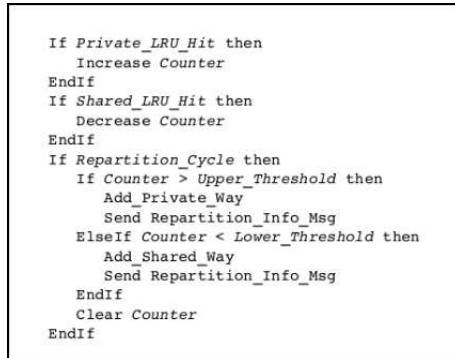 If Private_LRU_Hit then
Increase Counter
EndIf
If Shared_LRU_Hit then
Decrease Counter
EndIf
If Repartition_Cycle then
If Counter > Upper_Threshold then
Add_Private_Way
Send Repartition_Info_Msg
ElseIf Counter < Lower_Threshold then
Add_Shared_Way
Send Repartition_Info_Msg
EndIf
Clear Counter
EndIf